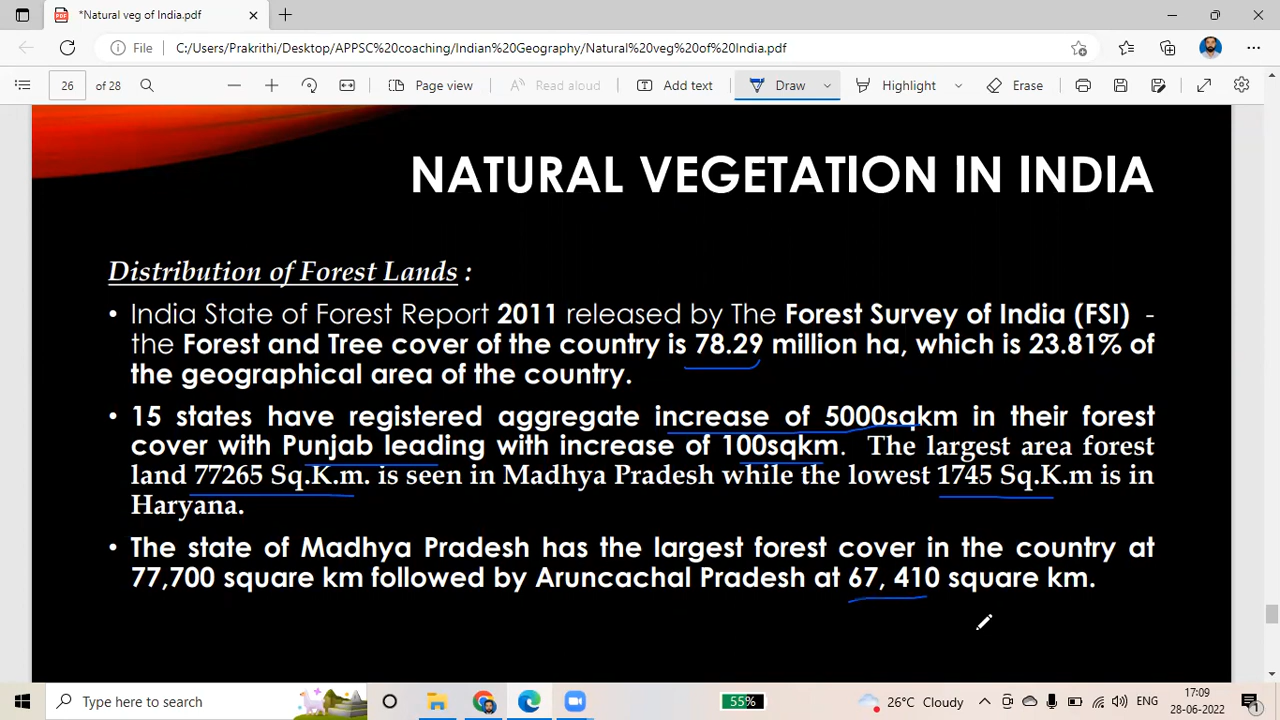 *Natural veg of India.pdf
File C:/Users/Prakrithi/Desktop/APPSC%20coaching/indian%20Geography/Natural%20veg%20of%20India.pdf
26 of 28 Page view Read aloud Add text Draw Highlight Erase
NATURAL VEGETATION IN INDIA
Distribution of Forest Lands :
• India State of Forest Report 2011 released by The Forest Survey of India (FSI) -
the Forest and Tree cover of the country is 78.29 million ha, which is 23.81% of
the geographical area of the country.
• 15 states have registered aggregate increase of 5000sqkm in their forest
cover with Punjab leading with increase of 100sqkm. The largest area forest
land 77265 Sq.K.m. is seen in Madhya Pradesh while the lowest 1745 Sq.K.m is in
Haryana.
• The state of Madhya Pradesh has the largest forest cover in the country at
77,700 square km followed by Aruncachal Pradesh at 67, 410 square km.
Type here to search 55% 26°C Cloudy ENG 17:09
28-06-2022